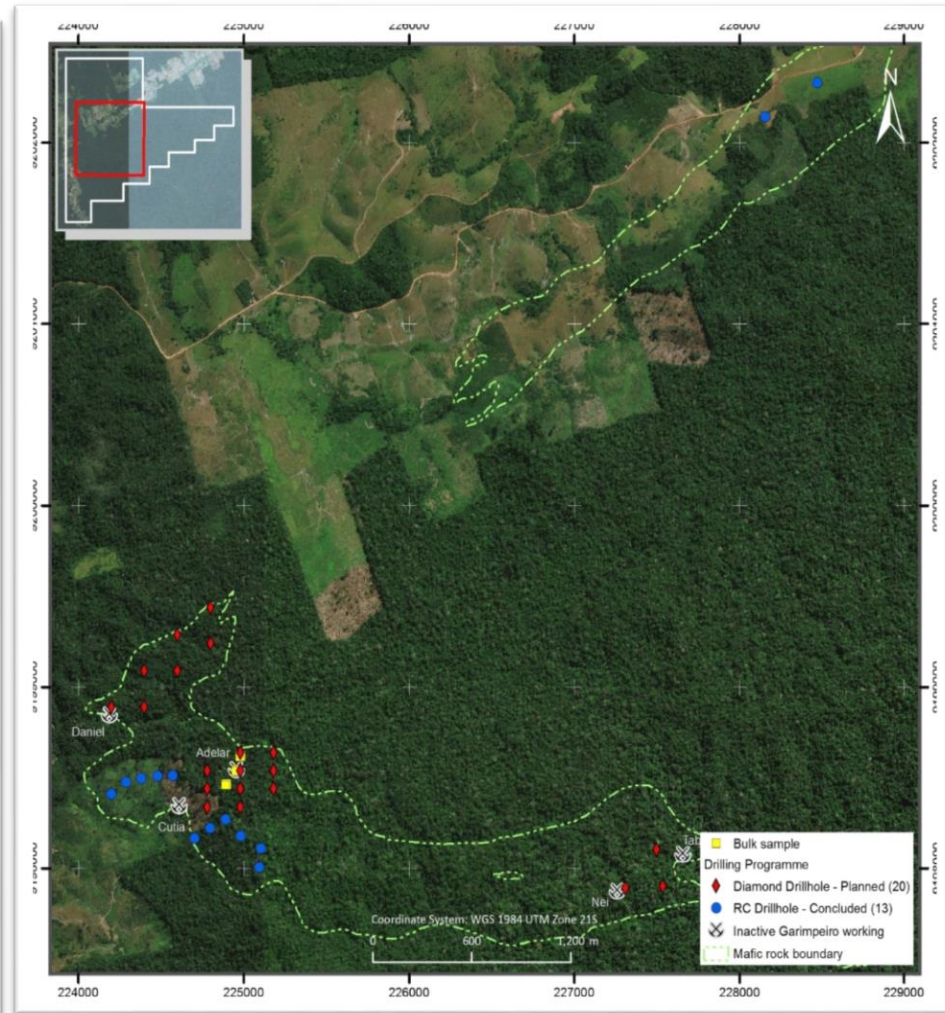 224000 225000 226000 227000 228000 229000
N
Daniel
Adelar
Cutia
Nei
Bulk sample
Drilling Programme
Diamond Drillhole - Planned (20)
RC Drillhole - Concluded (13)
Inactive Garimpeiro working
Mafic rock boundary
Coordinate System: WGS 1984 UTM Zone 21S
0 600 1,200 m
224000 225000 226000 227000 228000 229000